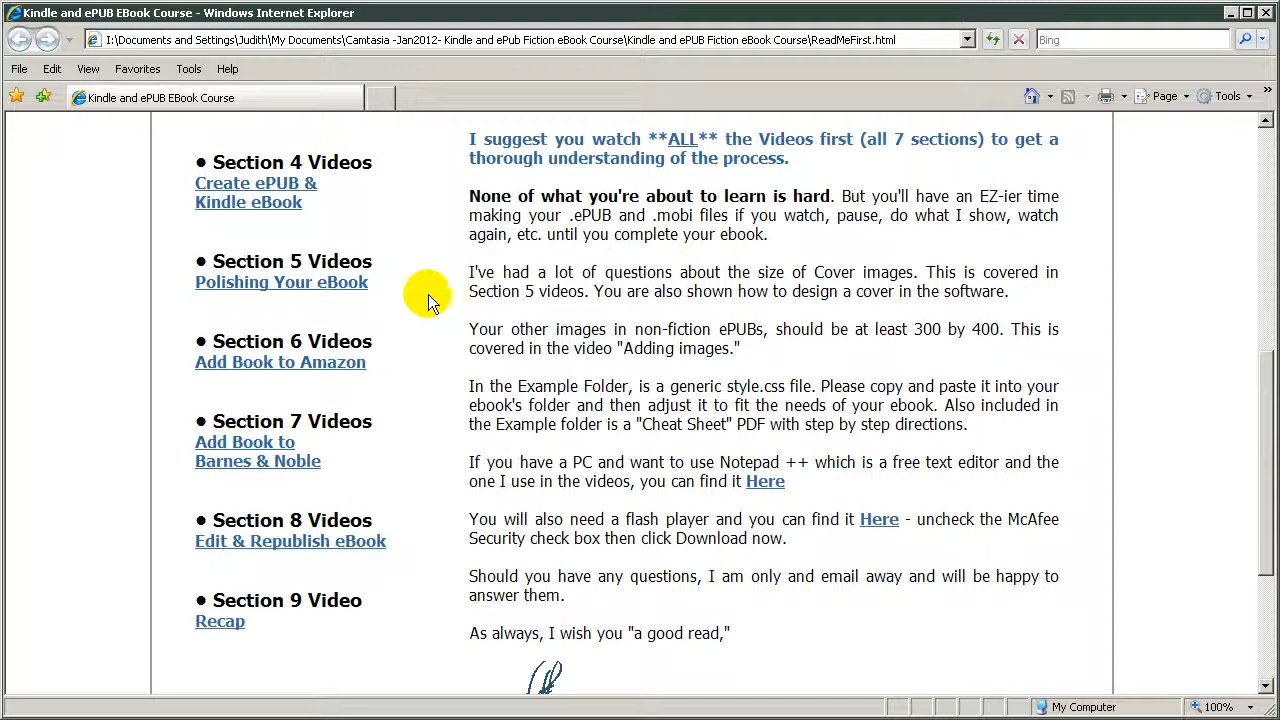 Kindle and ePUB EBook Course - Windows Internet Explorer
I:\Documents and Settings\Judith\My Documents\Camtasia -Jan2012- Kindle and ePub Fiction eBook Course\Kindle and ePUB Fiction eBook Course\ReadMeFirst.html
Bing
File Edit View Favorites Tools Help
Kindle and ePUB EBook Course
Page Tools »
• Section 4 Videos
Create ePUB &
Kindle eBook
• Section 5 Videos
Polishing Your eBook
• Section 6 Videos
Add Book to Amazon
• Section 7 Videos
Add Book to
Barnes & Noble
• Section 8 Videos
Edit & Republish eBook
• Section 9 Video
Recap
I suggest you watch **ALL** the Videos first (all 7 sections) to get a
thorough understanding of the process.
None of what you're about to learn is hard. But you'll have an EZ-ier time
making your .ePUB and .mobi files if you watch, pause, do what I show, watch
again, etc. until you complete your ebook.
I've had a lot of questions about the size of Cover images. This is covered in
Section 5 videos. You are also shown how to design a cover in the software.
Your other images in non-fiction ePUBs, should be at least 300 by 400. This is
covered in the video "Adding images."
In the Example Folder, is a generic style.css file. Please copy and paste it into your
ebook's folder and then adjust it to fit the needs of your ebook. Also included in
the Example folder is a "Cheat Sheet" PDF with step by step directions.
If you have a PC and want to use Notepad ++ which is a free text editor and the
one I use in the videos, you can find it Here
You will also need a flash player and you can find it Here - uncheck the McAfee
Security check box then click Download now.
Should you have any questions, I am only and email away and will be happy to
answer them.
As always, I wish you "a good read,"
My Computer
100%